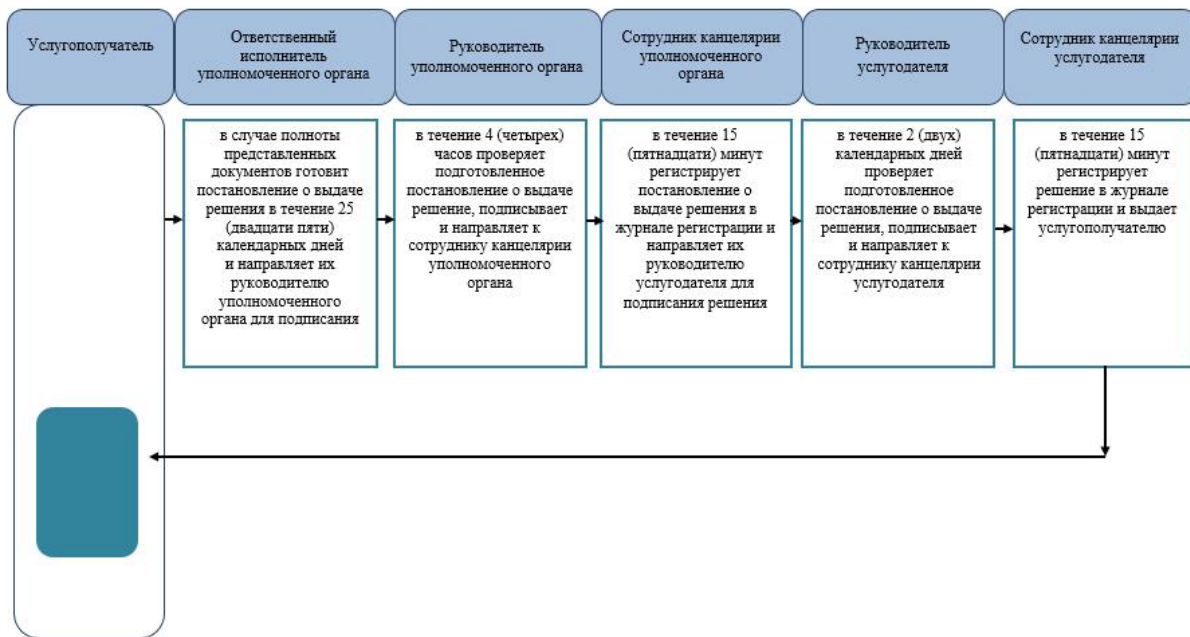 Услугополучатель
Ответственный
исполнитель
уполномоченного органа
Руководитель
уполномоченного органа
Сотрудник канцелярии
уполномоченного
органа
Руководитель
услугодателя
Сотрудник канцелярии
услугодателя
в случае полноты
представленных
документов готовит
постановление о выдаче
решения в течение 25
(двадцати пяти)
календарных дней
и направляет их
руководителю
уполномоченного
органа для подписания
в течение 4 (четырех)
часов проверяет
подготовленное
постановление о выдаче
решение, подписывает
и направляет к
сотруднику канцелярии
уполномоченного
органа
в течение 15
(пятнадцати) минут
регистрирует
постановление о
выдаче решения в
журнале регистрации и
направляет их
руководителю
услугодателя для
подписания решения
в течение 2 (двух)
календарных дней
проверяет
подготовленное
постановление о выдаче
решения, подписывает
и направляет к
сотруднику канцелярии
услугодателя
в течение 15
(пятнадцати) минут
регистрирует
решение в журнале
регистрации и выдает
услугополучателю